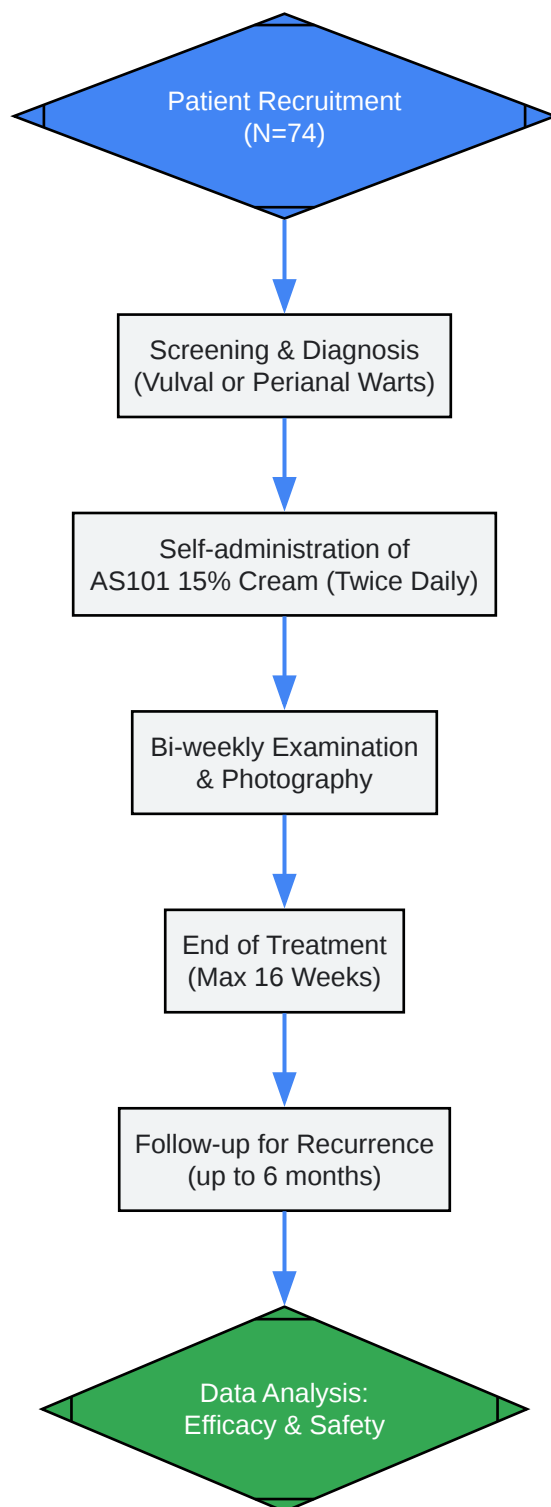 Patient Recruitment
(N=74)
Screening & Diagnosis
(Vulval or Perianal Warts)
Self-administration of
AS101 15% Cream (Twice Daily)
Bi-weekly Examination
& Photography
End of Treatment
(Max 16 Weeks)
Follow-up for Recurrence
(up to 6 months)
Data Analysis:
Efficacy & Safety